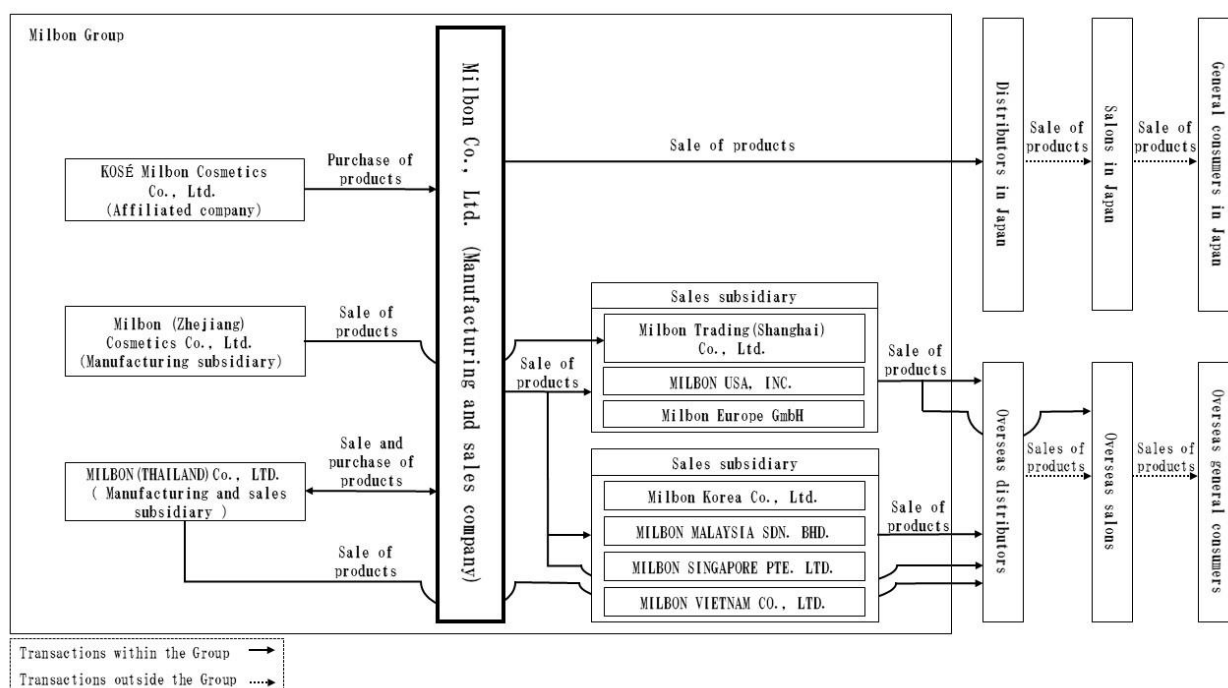 Milbon Group
KOSÉ Milbon Cosmetics
Co., Ltd.
(Affiliated company)
Purchase of
products
Milbon (Zhejiang)
Cosmetics Co., Ltd.
(Manufacturing subsidiary)
Sale of
products
MILBON(THAILAND)Co., LTD.
( Manufacturing and sales
subsidiary )
Sale and
purchase of
products
Sale of
products
Milbon Co., Ltd. (Manufacturing and sales company)
Sale of products
Sale of
products
Sales subsidiary
Milbon Trading(Shanghai)
Co., Ltd.
MILBON USA, INC.
Milbon Europe GmbH
Sale of
products
Sales subsidiary
Milbon Korea Co., Ltd.
MILBON MALAYSIA SDN. BHD.
MILBON SINGAPORE PTE. LTD.
MILBON VIETNAM CO., LTD.
Sale of
products
Distributors in Japan
Sale of
products
Salons in Japan
Sale of
products
General consumers in Japan
Overseas distributors
Sales of
products
Overseas salons
Sales of
products
Overseas general consumers
Transactions within the Group
Transactions outside the Group